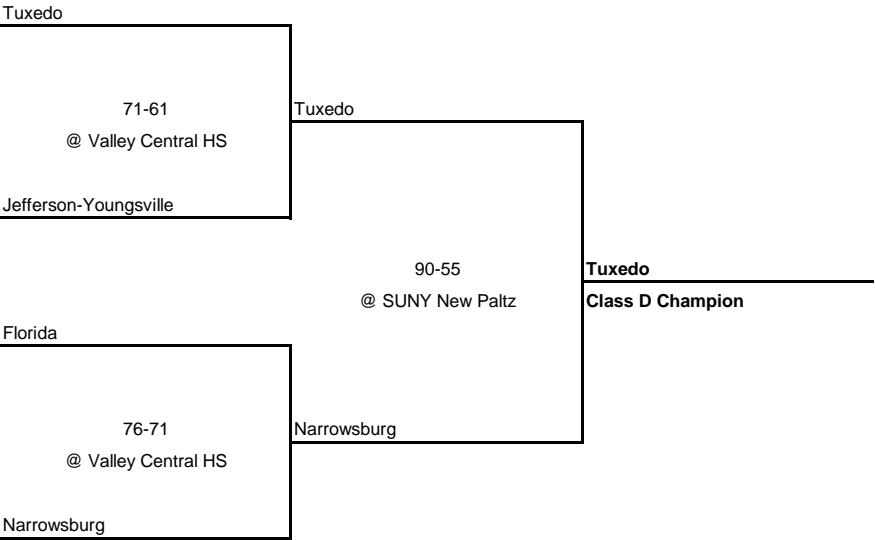 Tuxedo
71-61
@ Valley Central HS
Tuxedo
Jefferson-Youngsville
90-55
@ SUNY New Paltz
Tuxedo
Class D Champion
Florida
76-71
@ Valley Central HS
Narrowsburg
Narrowsburg